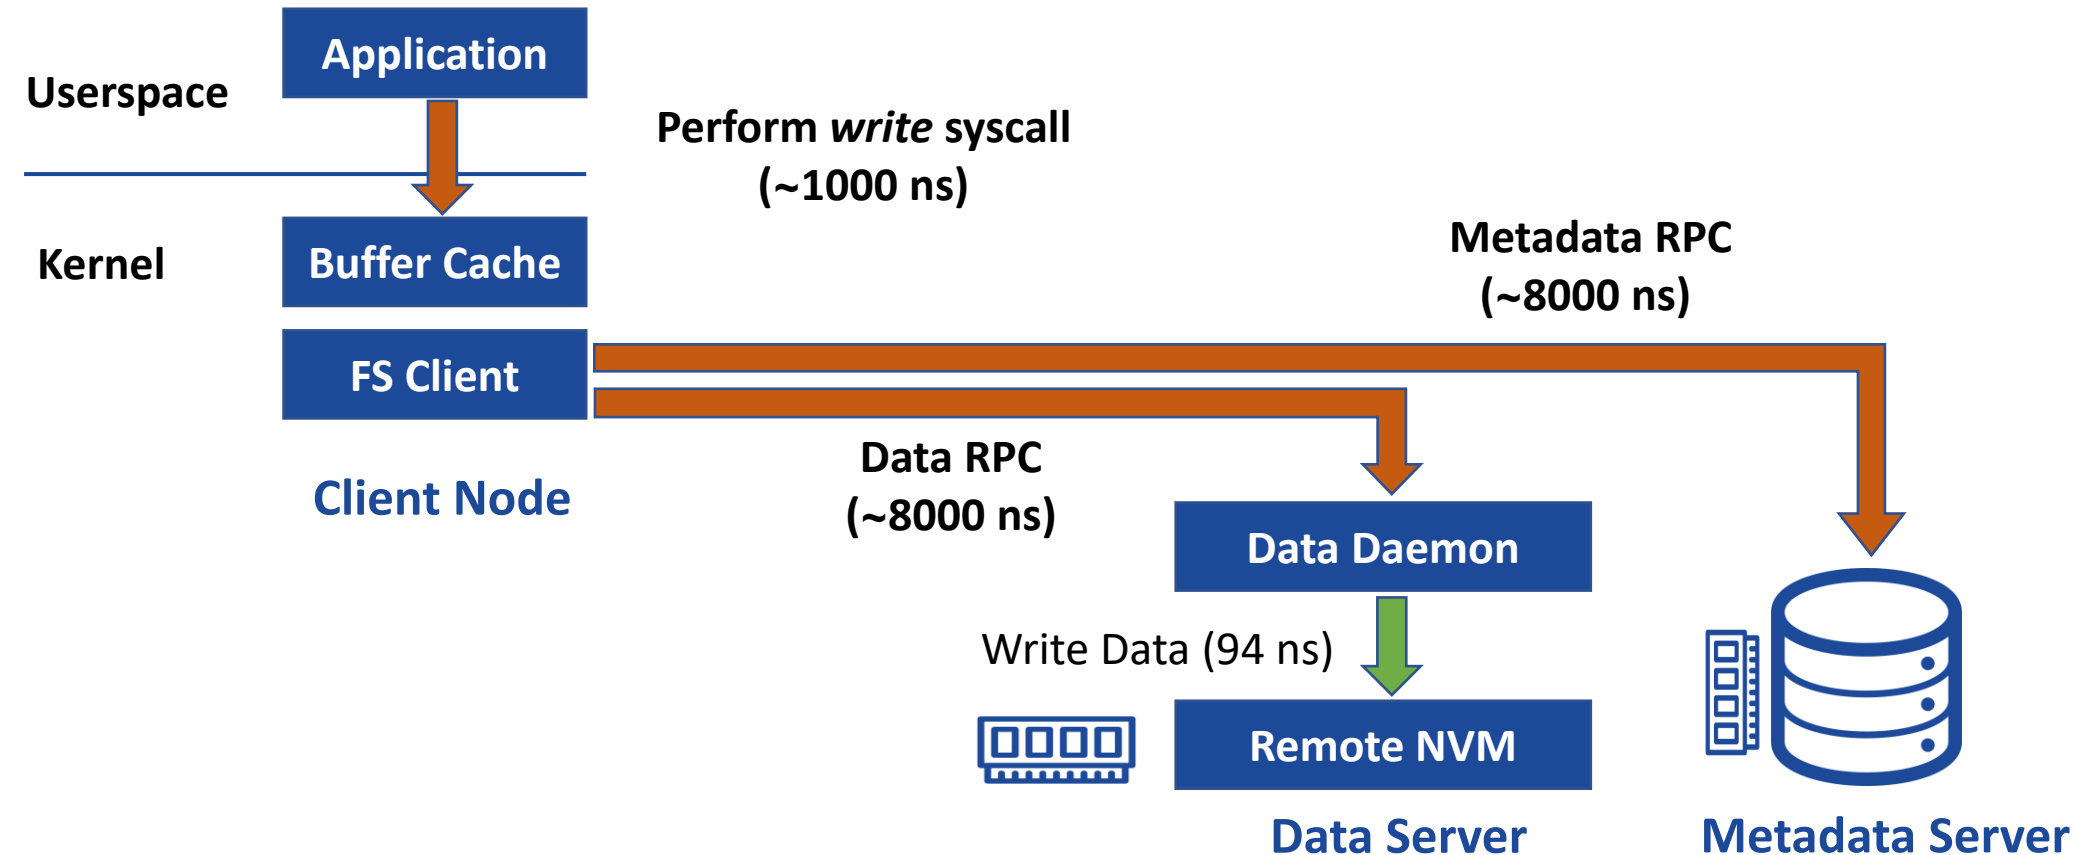 Application
Userspace
Perform write syscall
(~1000 ns)
Kernel
Buffer Cache
Metadata RPC
(~8000 ns)
FS Client
Data RPC
(~8000 ns)
Client Node
Data Daemon
Write Data (94 ns)
Remote NVM
Data Server
Metadata Server